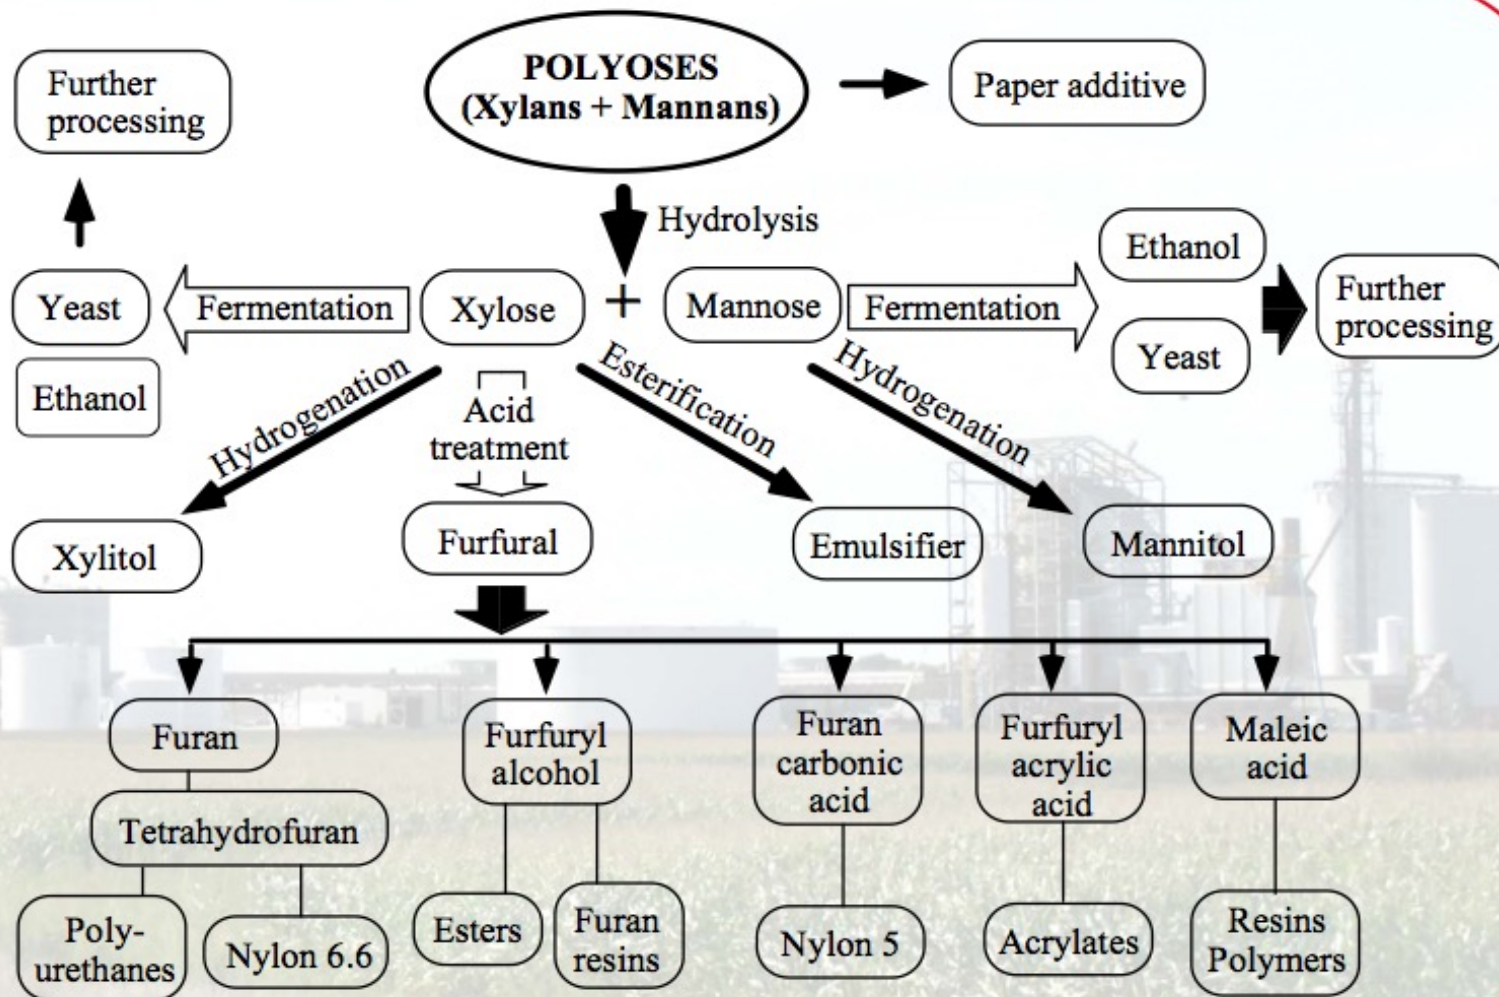 POLYOSES
(Xylans + Mannans)
Paper additive
Further
processing
Hydrolysis
Yeast
Fermentation
Xylose
+
Mannose
Fermentation
Ethanol
Yeast
Further
processing
Ethanol
Hydrogenation
Acid
treatment
Esterification
Hydrogenation
Xylitol
Furfural
Emulsifier
Mannitol
Furan
Furfuryl
alcohol
Furan
carbonic
acid
Furfuryl
acrylic
acid
Maleic
acid
Tetrahydrofuran
Poly-
urethanes
Nylon 6.6
Esters
Furan
resins
Nylon 5
Acrylates
Resins
Polymers